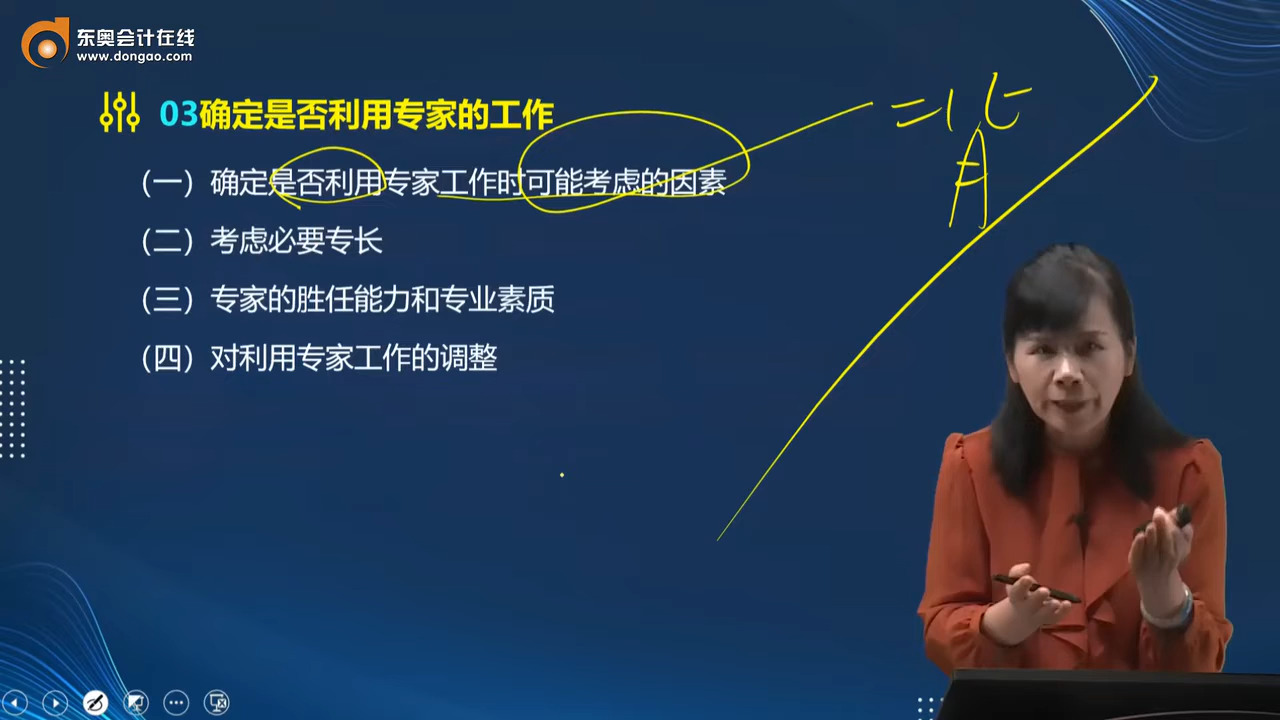 东奥会计在线
www.dongao.com
03确定是否利用专家的工作
（一）确定是否利用专家工作时可能考虑的因素
（二）考虑必要专长
（三）专家的胜任能力和专业素质
（四）对利用专家工作的调整